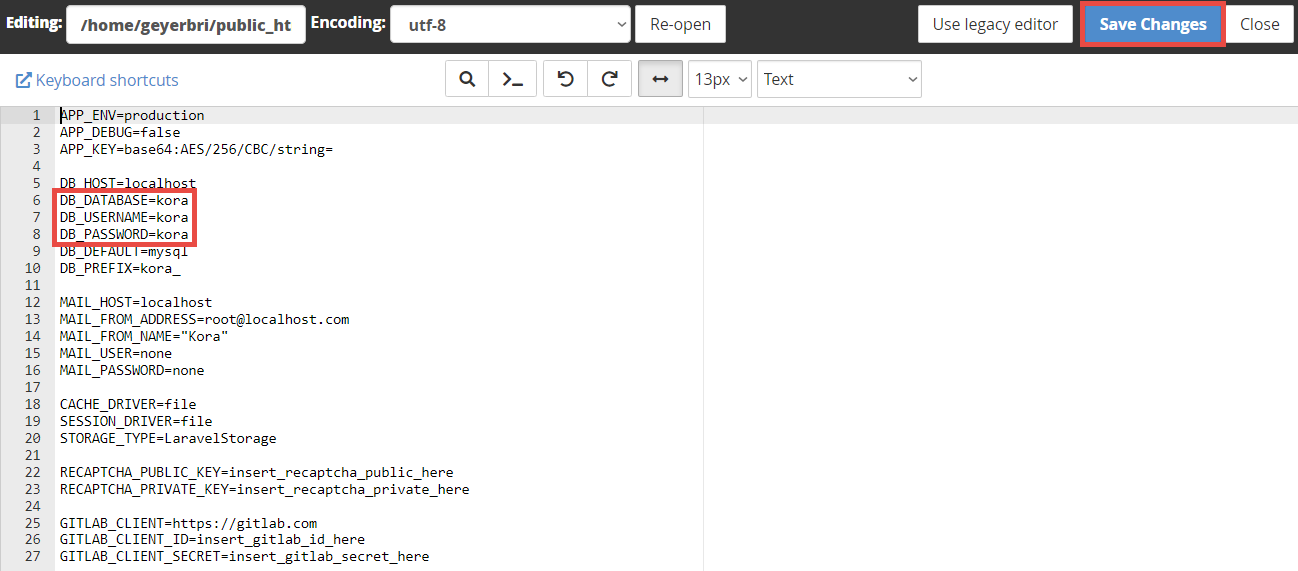 Editing: /home/geyerbri/public_ht Encoding: utf-8 Re-open Use legacy editor Save Changes Close
Keyboard shortcuts 13px Text
1 APP_ENV=production
2 APP_DEBUG=false
3 APP_KEY=base64:AES/256/CBC/string=
4
5 DB_HOST=localhost
6 DB_DATABASE=kora
7 DB_USERNAME=kora
8 DB_PASSWORD=kora
9 DB_DEFAULT=mysql
10 DB_PREFIX=kora_
11
12 MAIL_HOST=localhost
13 MAIL_FROM_ADDRESS=root@localhost.com
14 MAIL_FROM_NAME="Kora"
15 MAIL_USER=none
16 MAIL_PASSWORD=none
17
18 CACHE_DRIVER=file
19 SESSION_DRIVER=file
20 STORAGE_TYPE=LaravelStorage
21
22 RECAPTCHA_PUBLIC_KEY=insert_recaptcha_public_here
23 RECAPTCHA_PRIVATE_KEY=insert_recaptcha_private_here
24
25 GITLAB_CLIENT=https://gitlab.com
26 GITLAB_CLIENT_ID=insert_gitlab_id_here
27 GITLAB_CLIENT_SECRET=insert_gitlab_secret_here